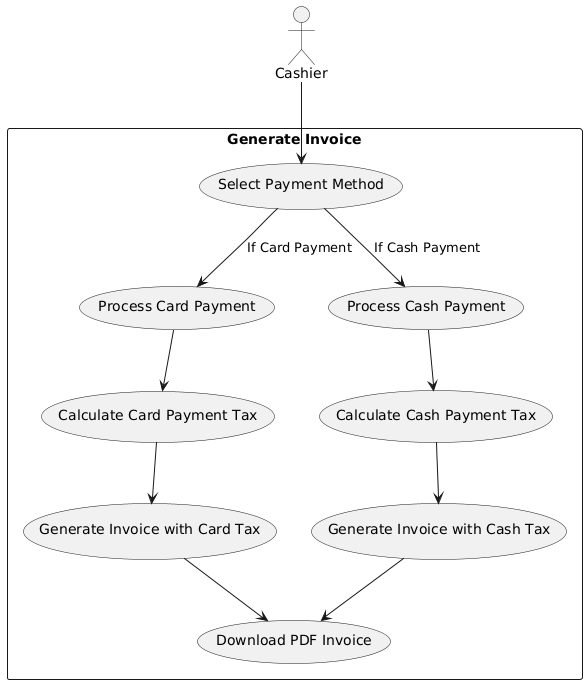 Cashier
Generate Invoice
Select Payment Method
If Card Payment
If Cash Payment
Process Card Payment
Process Cash Payment
Calculate Card Payment Tax
Calculate Cash Payment Tax
Generate Invoice with Card Tax
Generate Invoice with Cash Tax
Download PDF Invoice